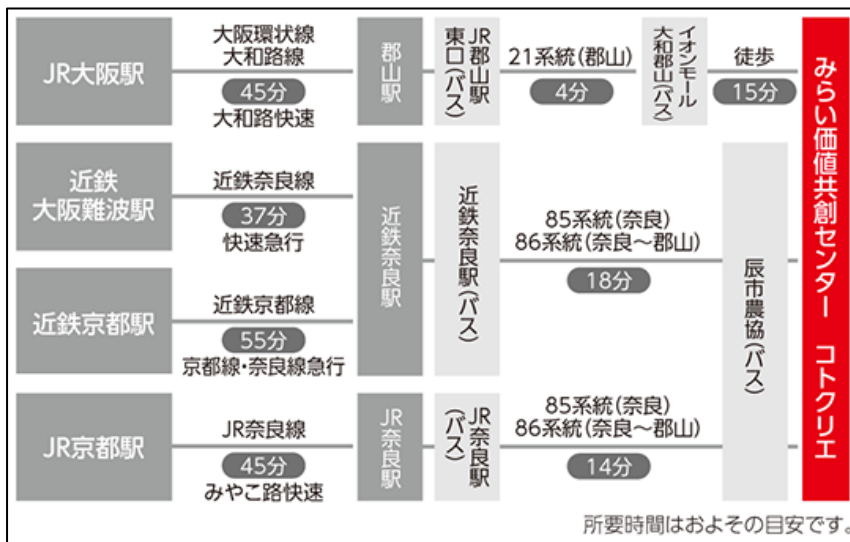 JR大阪駅
大阪環状線
大和路線
45分
大和路快速
郡山駅
JR郡山駅
東口(バス)
21系統(郡山)
4分
イオンモール
大和郡山(バス)
徒歩
15分
みらい価値共創センター コトクリエ
近鉄
大阪難波駅
近鉄奈良線
37分
快速急行
近鉄奈良駅
近鉄奈良駅(バス)
85系統(奈良)
86系統(奈良〜郡山)
18分
辰市農協(バス)
近鉄京都駅
近鉄京都線
55分
京都線・奈良線急行
JR京都駅
JR奈良線
45分
みやこ路快速
JR奈良駅
JR奈良駅
(バス)
85系統(奈良)
86系統(奈良〜郡山)
14分
所要時間はおよその目安です。